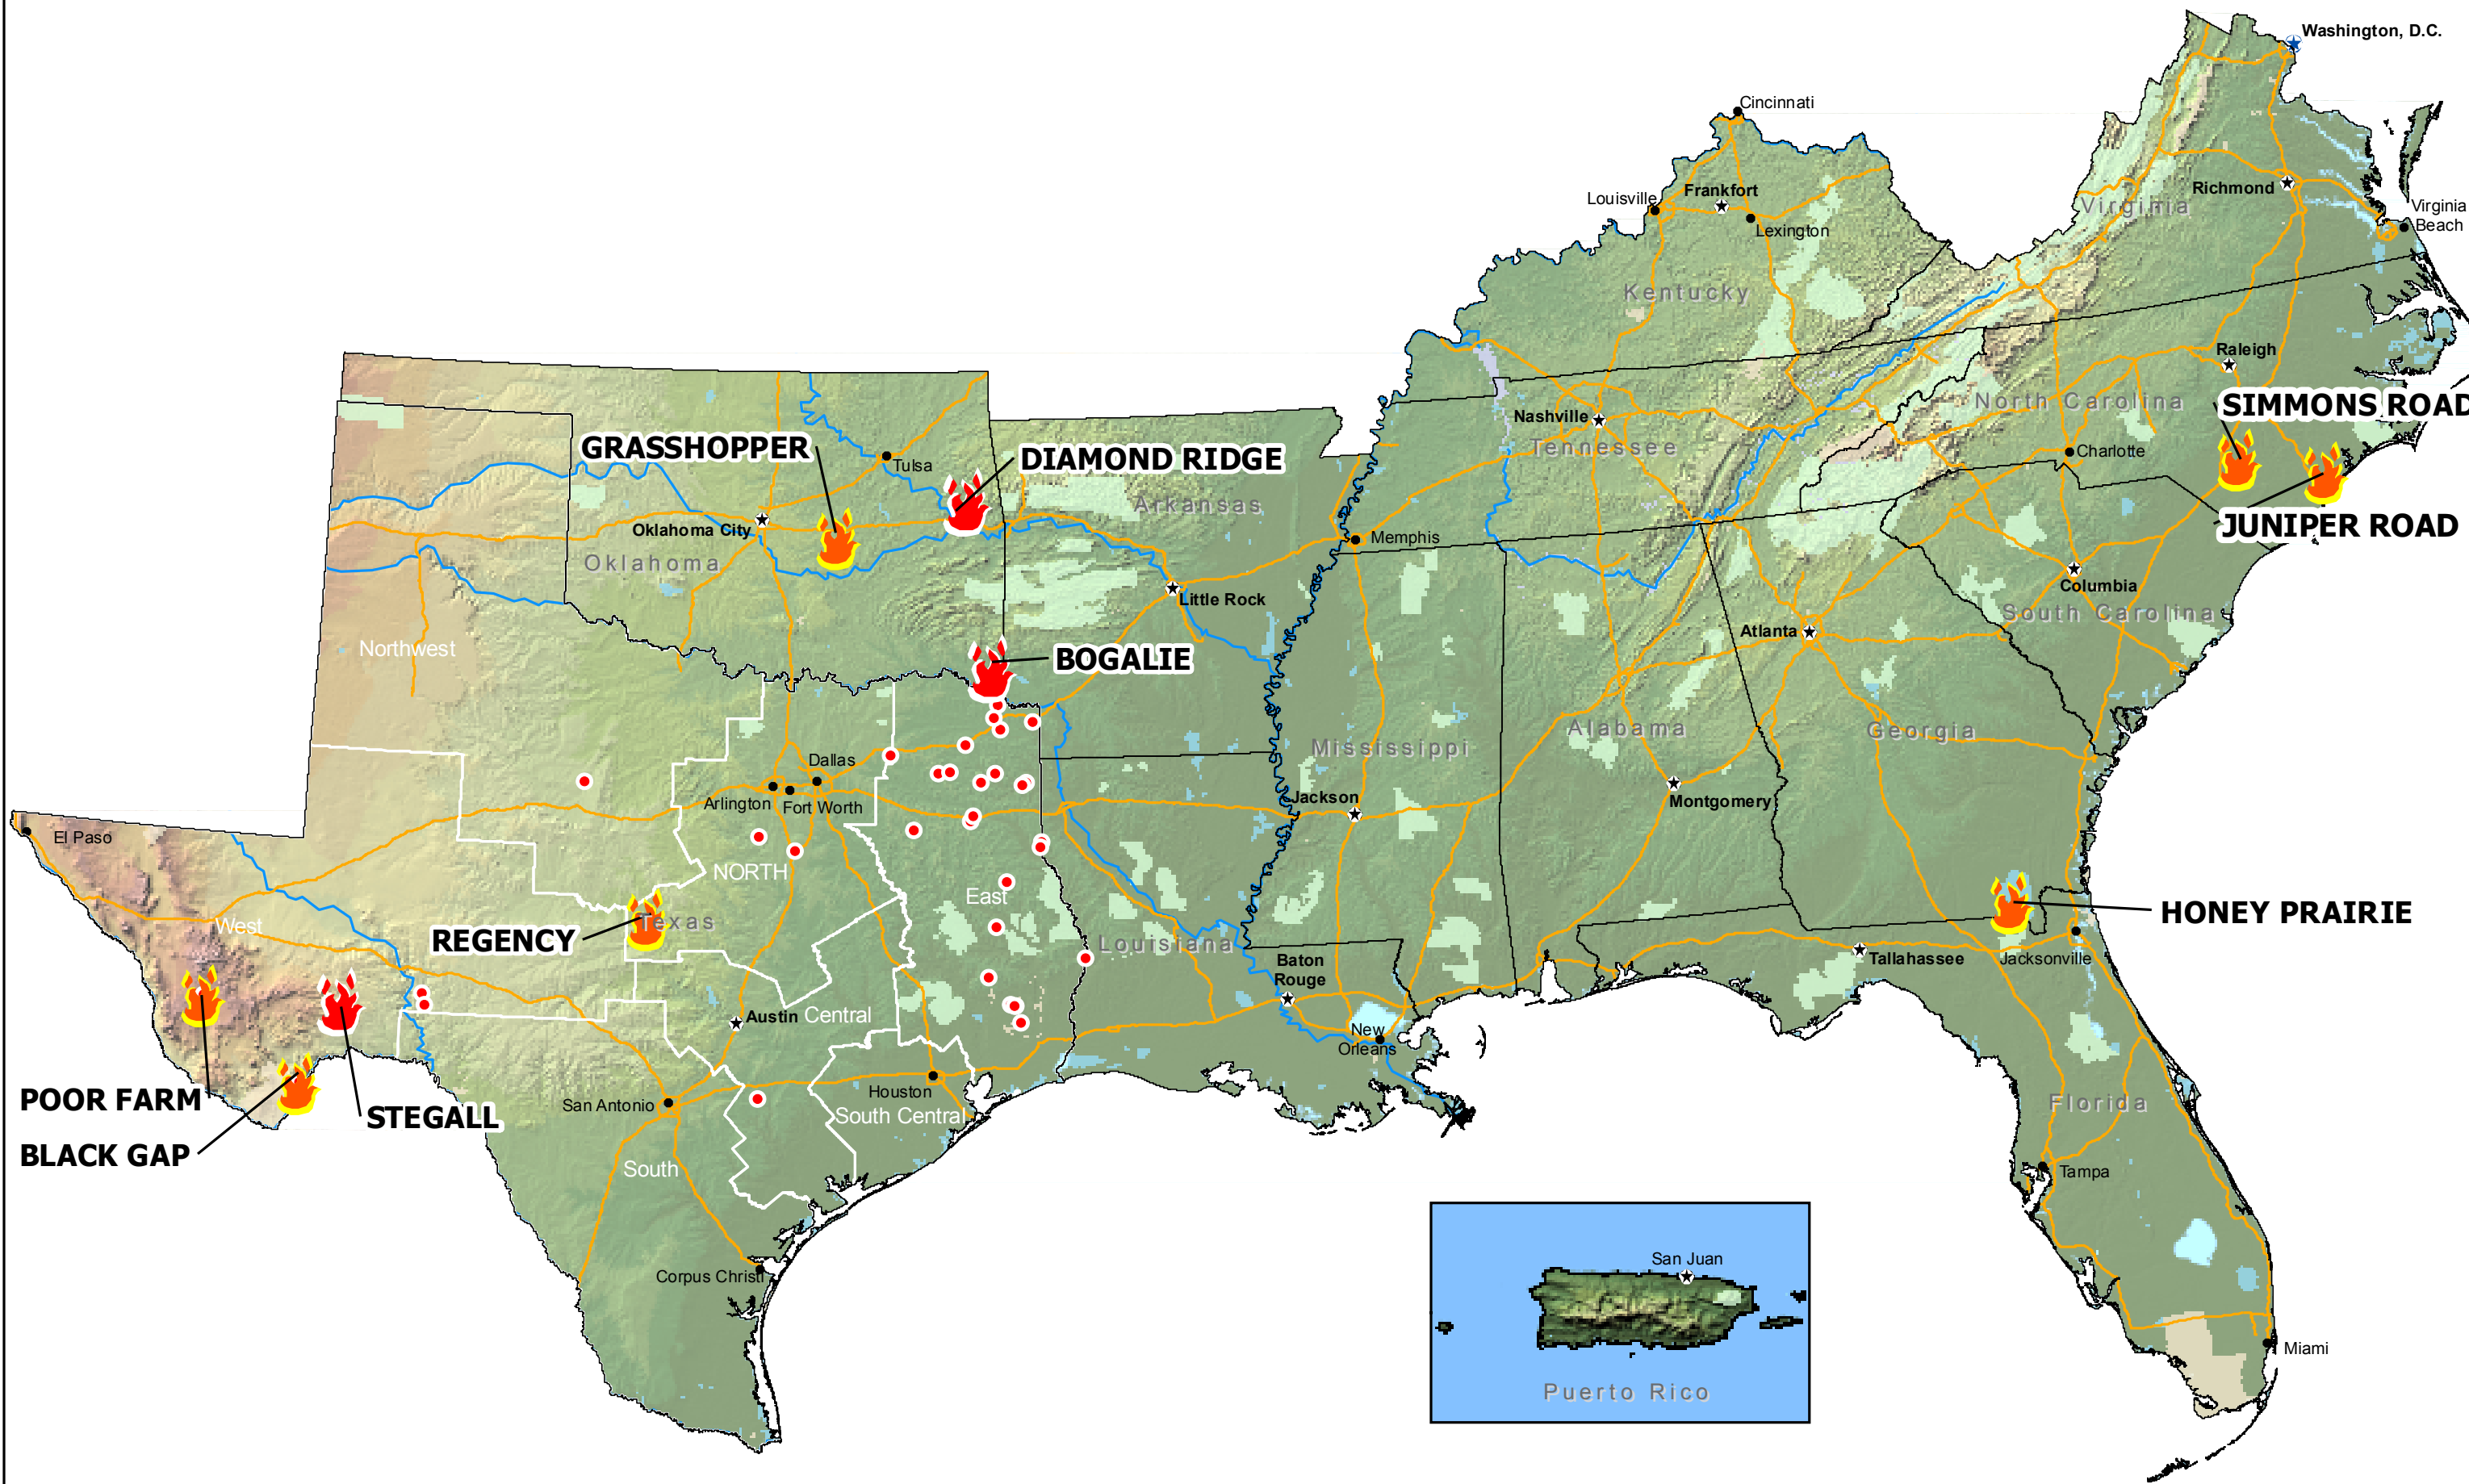 Washington, D.C.
Cincinnati
Louisville
Frankfort
Lexington
Richmond
Virginia
Virginia
Beach
Kentucky
Raleigh
North Carolina
SIMMONS ROAD
Nashville
Tennessee
Charlotte
GRASSHOPPER
Tulsa
DIAMOND RIDGE
Arkansas
Oklahoma City
Oklahoma
Memphis
JUNIPER ROAD
Little Rock
Columbia
South Carolina
Atlanta
Northwest
BOGALIE
Alabama
Georgia
Mississippi
Dallas
Arlington
Fort Worth
Jackson
Montgomery
El Paso
NORTH
East
West
Texas
REGENCY
Louisiana
HONEY PRAIRIE
Baton
Rouge
Tallahassee
Jacksonville
Austin
Central
New
Orleans
POOR FARM
STEGALL
San Antonio
Houston
South Central
BLACK GAP
South
Florida
Tampa
Corpus Christi
San Juan
Miami
Puerto Rico